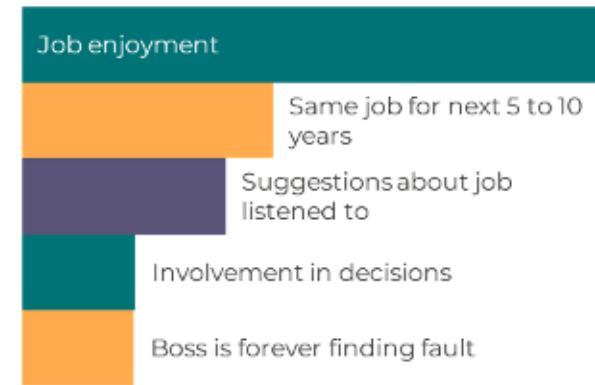 Job enjoyment
Same job for next 5 to 10
years
Suggestions about job
listened to
Involvement in decisions
Boss is forever finding fault